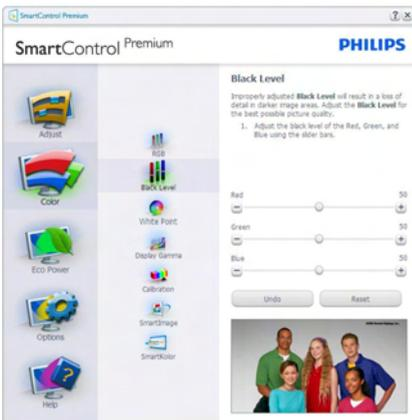 SmartControl Premium
SmartControl Premium
PHILIPS
Adjust
Color
Eco Power
Options
Help
RGB
Black Level
White Point
Display Gamma
Calibration
SmartImage
SmartKolor
Black Level
Improperly adjusted Black Level will result in a loss of
detail in darker image areas. Adjust the Black Level for
the best possible picture quality.
1. Adjust the black level of the Red, Green, and
Blue using the slider bars.
Red 50
Green 50
Blue 50
Undo Reset